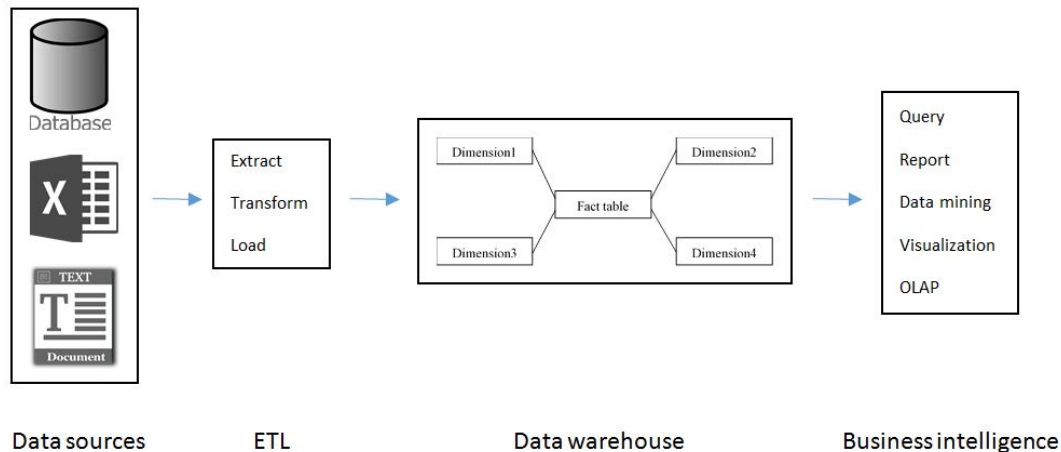 Database
X
TEXT
T
Document
Extract
Transform
Load
Dimension1
Dimension2
Fact table
Dimension3
Dimension4
Query
Report
Data mining
Visualization
OLAP
Data sources
ETL
Data warehouse
Business intelligence